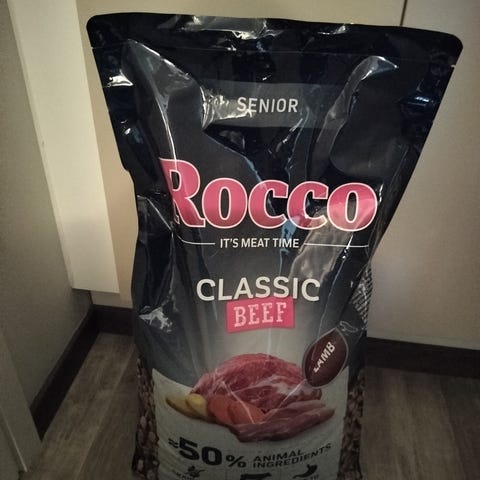 SENIOR
ROCCO
IT'S MEAT TIME
CLASSIC
BEEF
LAMB
≈50% ANIMAL
INGREDIENTS